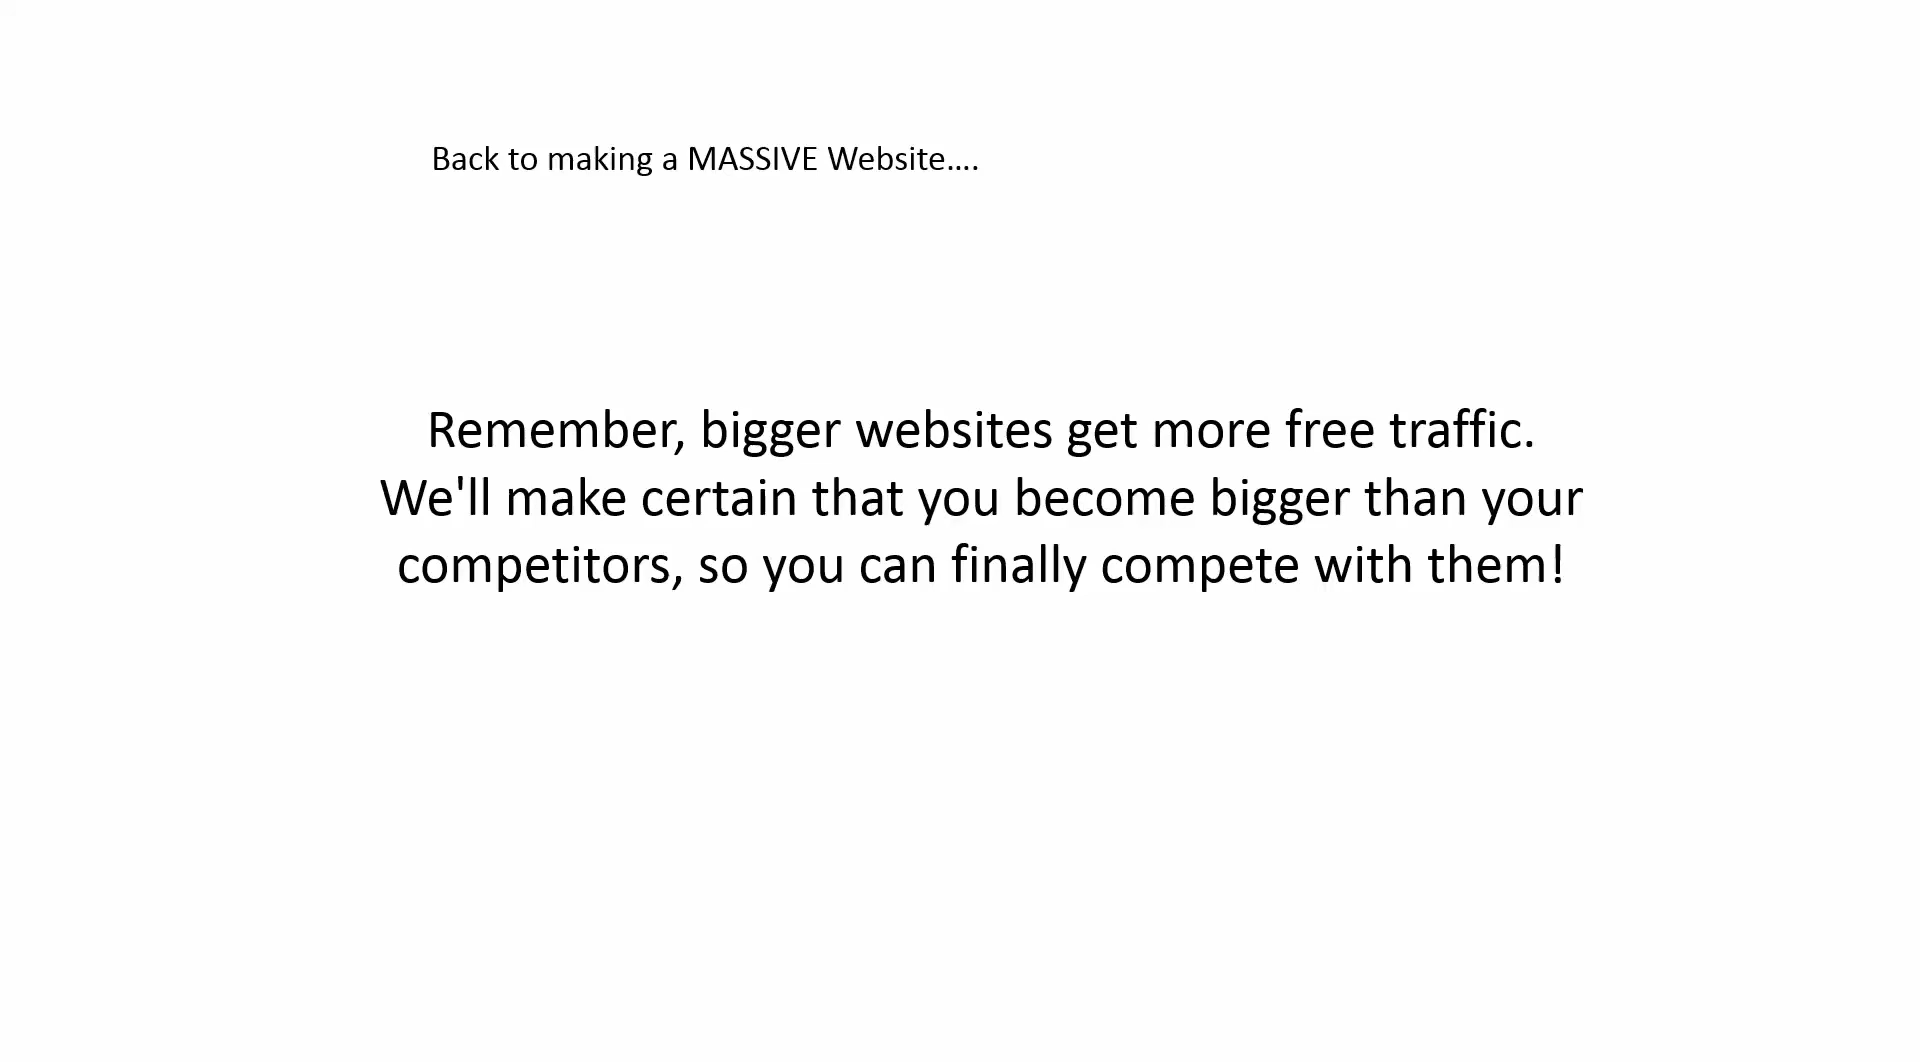 Back to making a MASSIVE Website....
Remember, bigger websites get more free traffic.
We'll make certain that you become bigger than your
competitors, so you can finally compete with them!